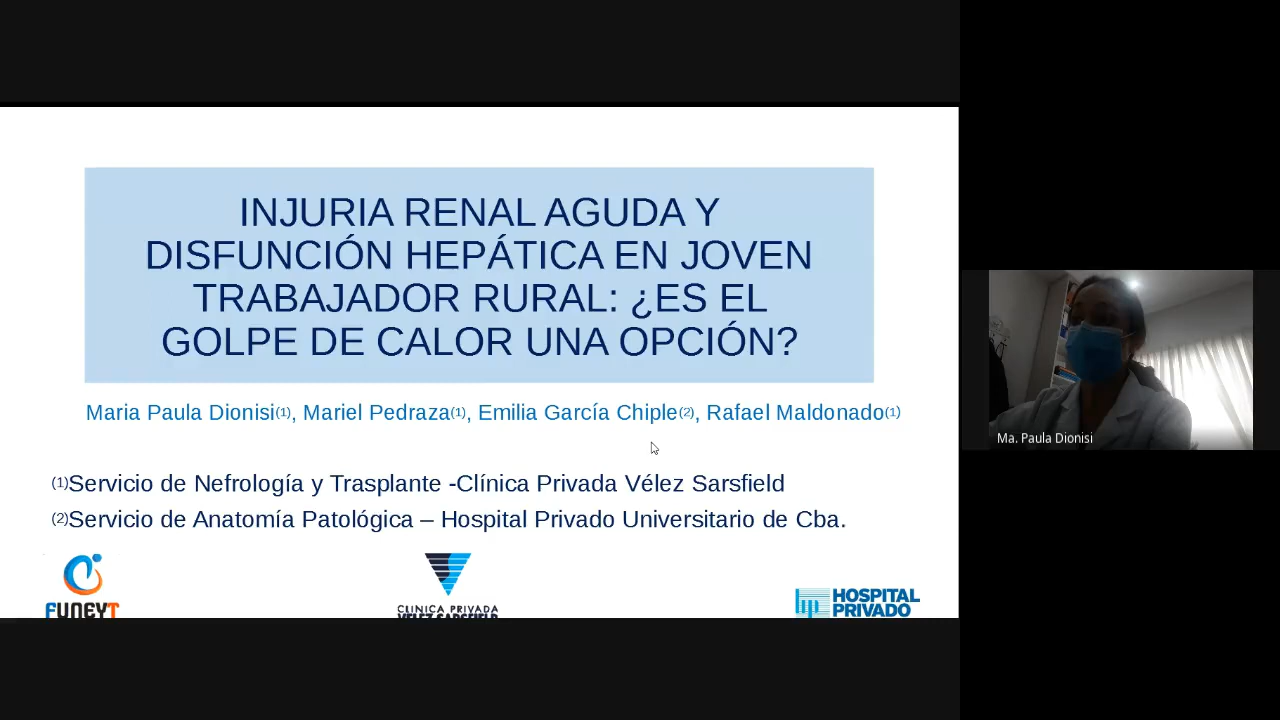 INJURIA RENAL AGUDA Y
DISFUNCIÓN HEPÁTICA EN JOVEN
TRABAJADOR RURAL: ¿ES EL
GOLPE DE CALOR UNA OPCIÓN?
Maria Paula Dionisi(1), Mariel Pedraza(1), Emilia García Chiple(2), Rafael Maldonado(1)
(1)Servicio de Nefrología y Trasplante -Clínica Privada Vélez Sarsfield
(2)Servicio de Anatomía Patológica – Hospital Privado Universitario de Cba.
FUNEYT
CLINICA PRIVADA
VELEZ SARSFIELD
hp HOSPITAL
PRIVADO
Ma. Paula Dionisi